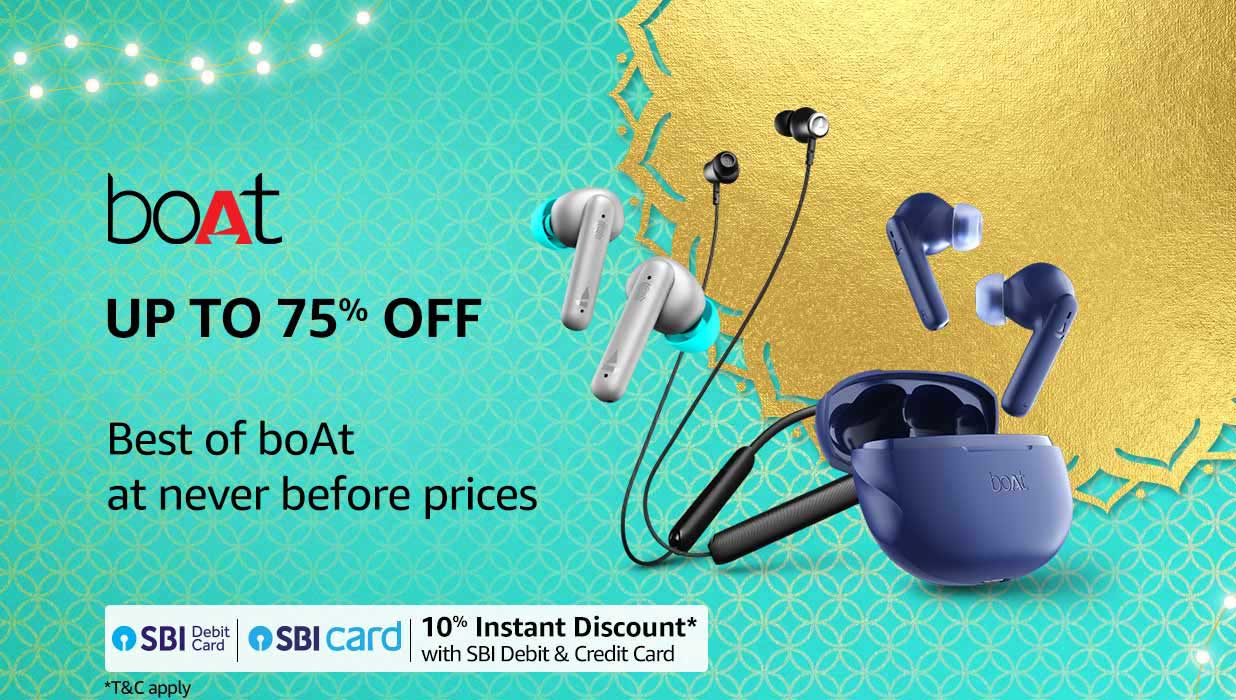 boAt
UP TO 75% OFF
Best of boAt
at never before prices
boAt
SBI Debit Card
SBI card
10% Instant Discount*
with SBI Debit & Credit Card
*T&C apply